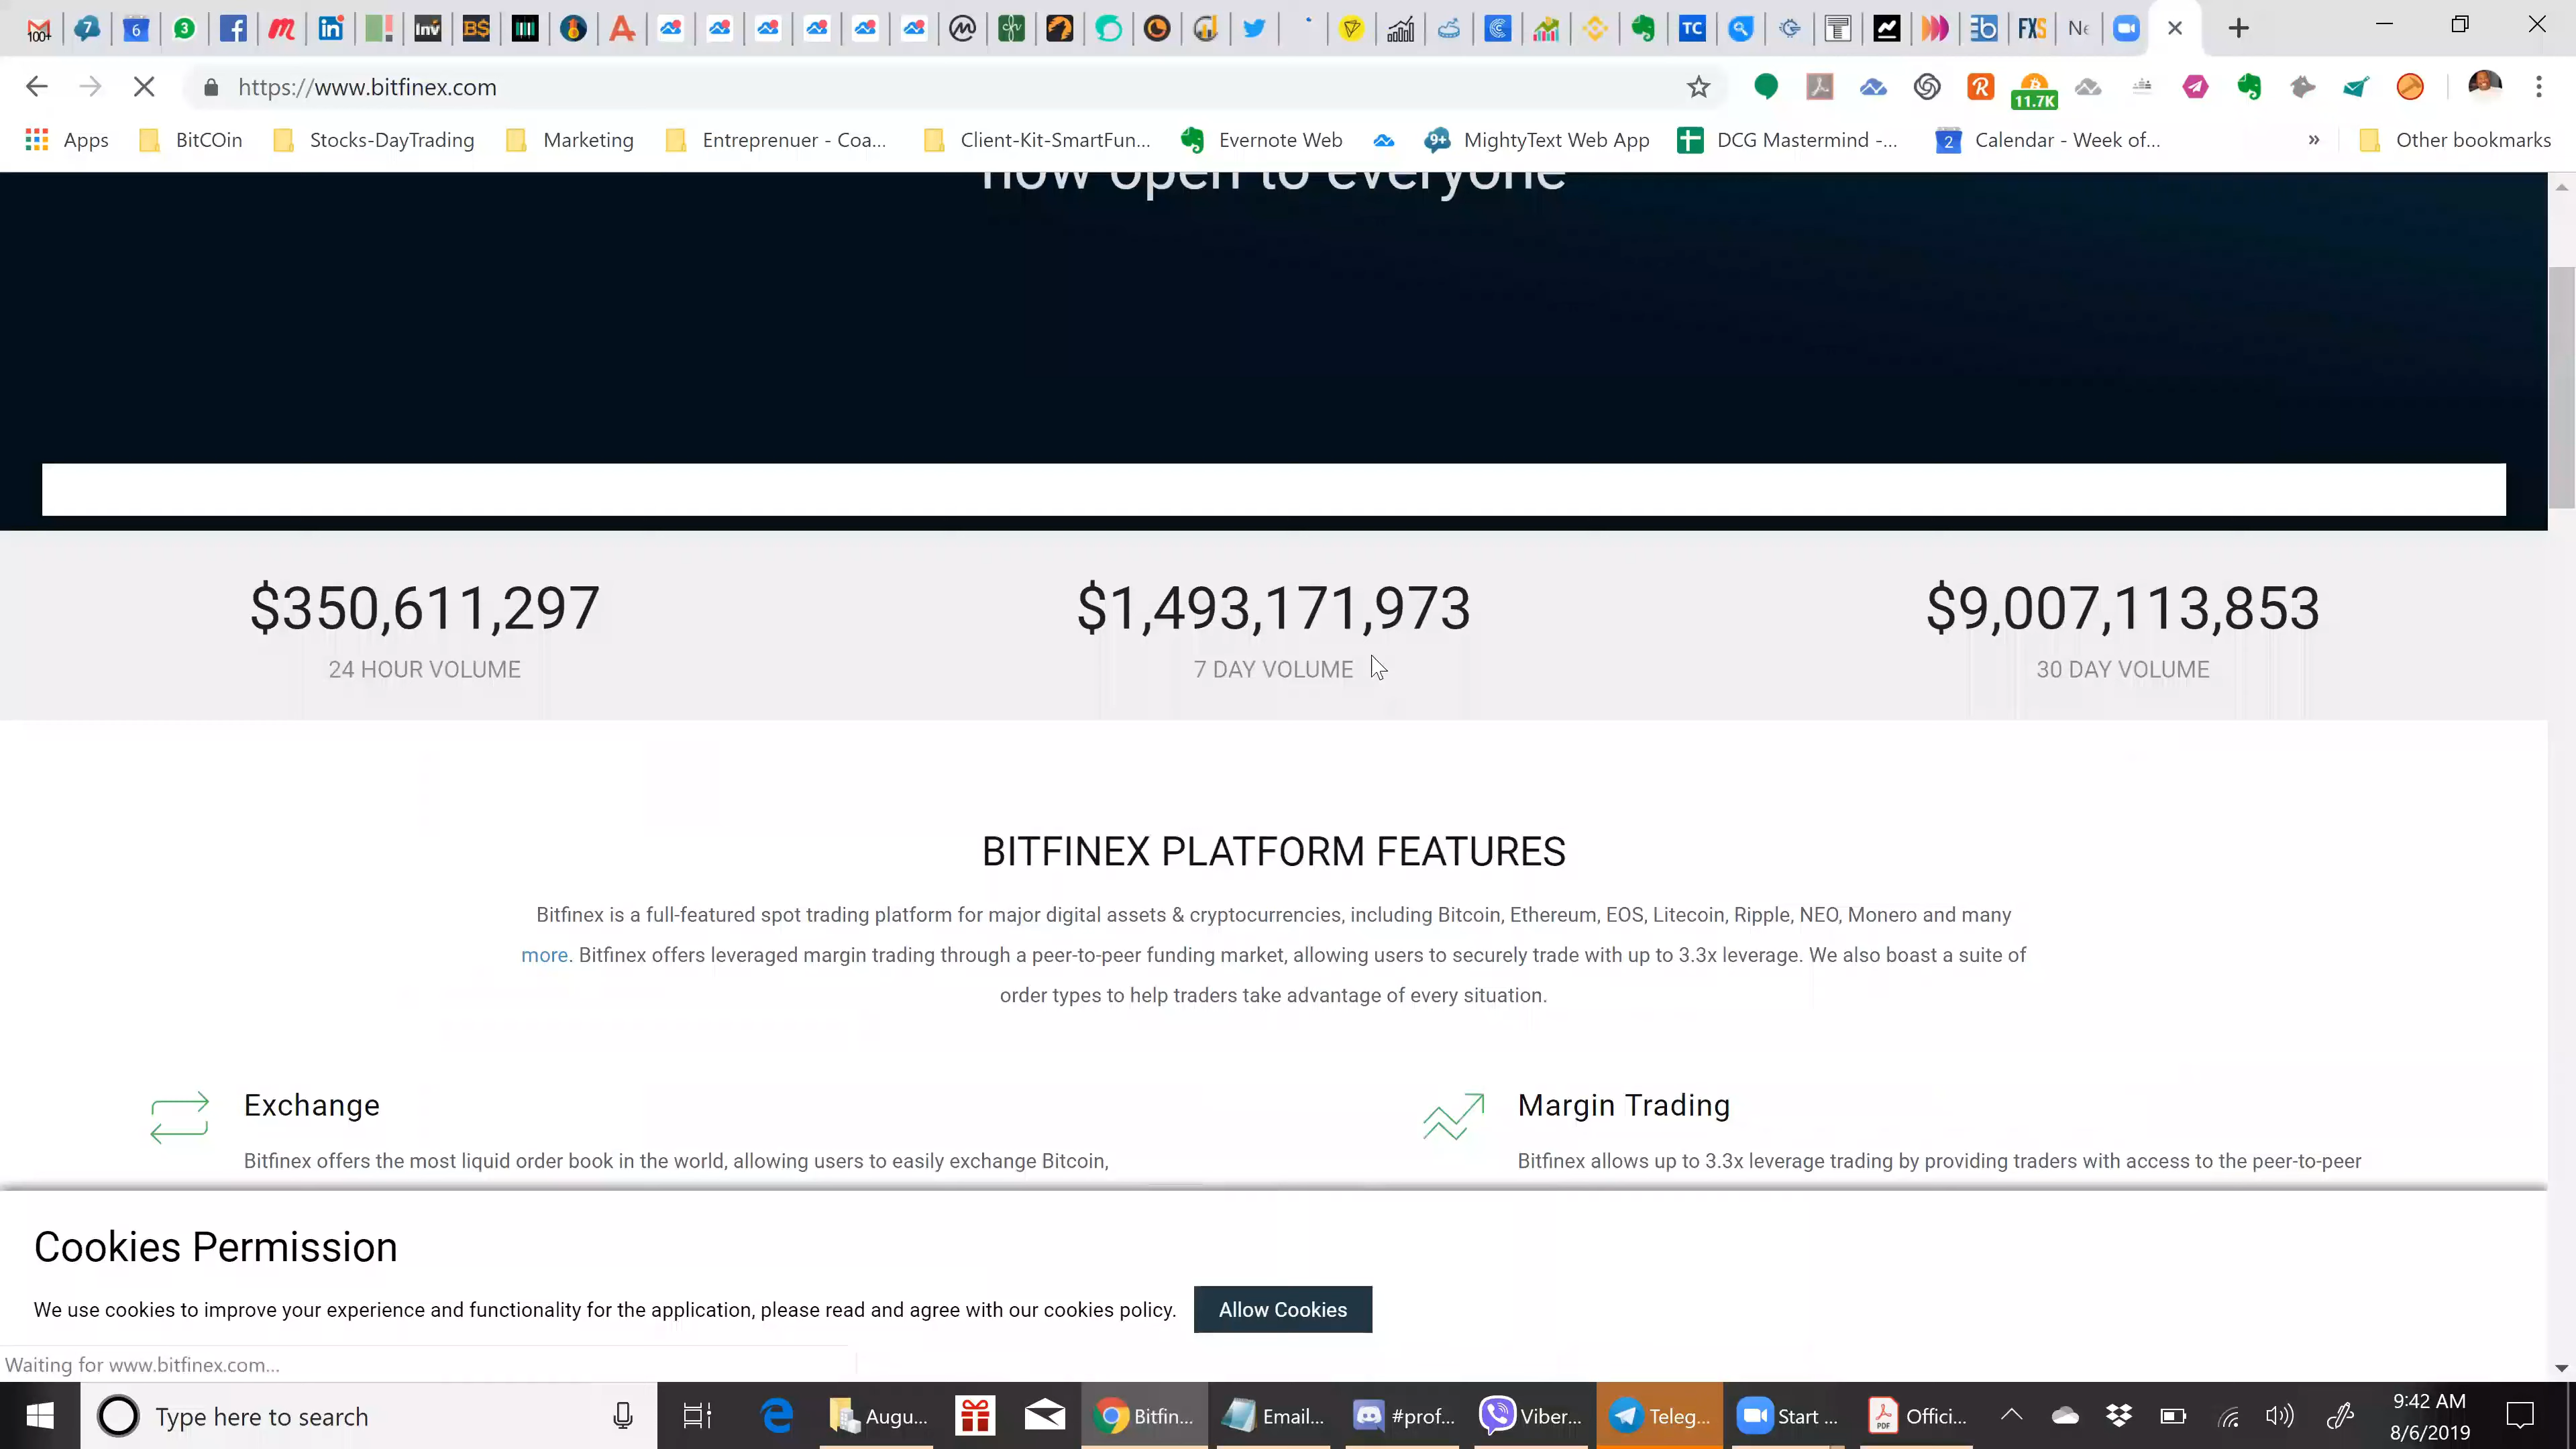 https://www.bitfinex.com
11.7K
Apps BitCOin Stocks-DayTrading Marketing Entreprenuer - Coa... Client-Kit-SmartFun... Evernote Web MightyText Web App DCG Mastermind -... Calendar - Week of... » Other bookmarks
now open to everyone
$350,611,297
24 HOUR VOLUME
$1,493,171,973
7 DAY VOLUME
$9,007,113,853
30 DAY VOLUME
BITFINEX PLATFORM FEATURES
Bitfinex is a full-featured spot trading platform for major digital assets & cryptocurrencies, including Bitcoin, Ethereum, EOS, Litecoin, Ripple, NEO, Monero and many
more. Bitfinex offers leveraged margin trading through a peer-to-peer funding market, allowing users to securely trade with up to 3.3x leverage. We also boast a suite of
order types to help traders take advantage of every situation.
Exchange
Bitfinex offers the most liquid order book in the world, allowing users to easily exchange Bitcoin,
Margin Trading
Bitfinex allows up to 3.3x leverage trading by providing traders with access to the peer-to-peer
Cookies Permission
We use cookies to improve your experience and functionality for the application, please read and agree with our cookies policy. Allow Cookies
Waiting for www.bitfinex.com...
Type here to search
Augu... Bitfin... Email... #prof... Viber... Teleg... Start ... Offici...
9:42 AM
8/6/2019